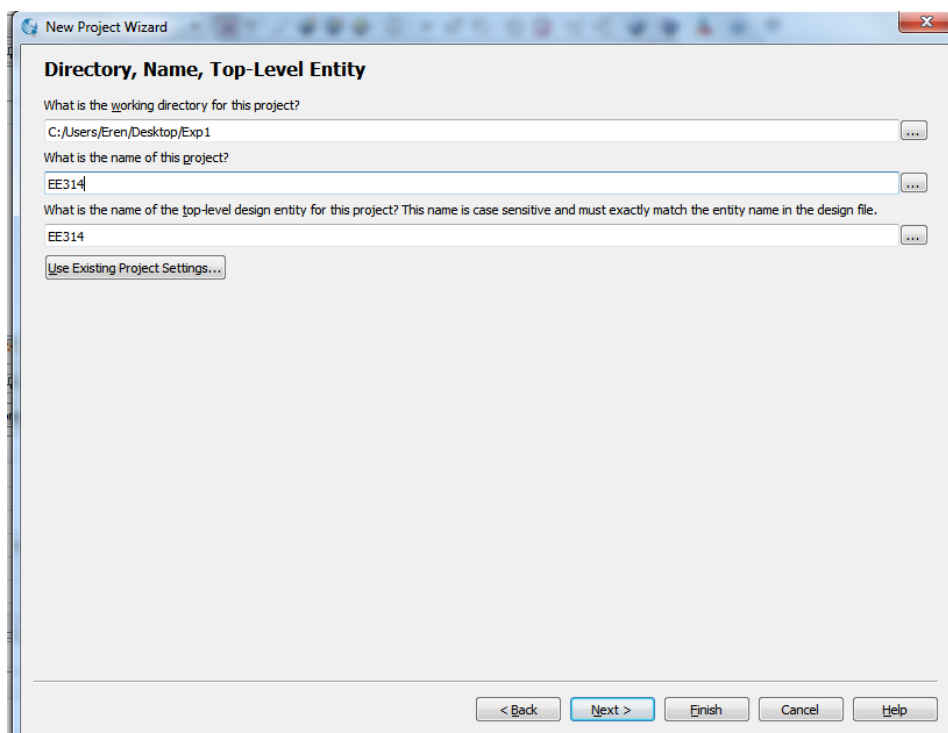 New Project Wizard
Directory, Name, Top-Level Entity
What is the working directory for this project?
C:/Users/Eren/Desktop/Exp1
...
What is the name of this project?
EE314
...
What is the name of the top-level design entity for this project? This name is case sensitive and must exactly match the entity name in the design file.
EE314
...
Use Existing Project Settings...
< Back Next > Finish Cancel Help